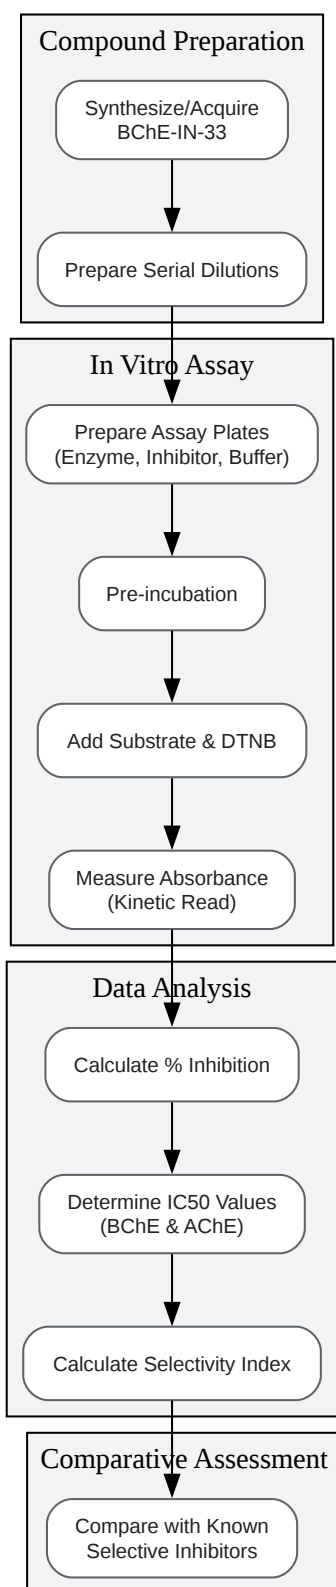 Compound Preparation
Synthesize/Acquire
BChE-IN-33
Prepare Serial Dilutions
In Vitro Assay
Prepare Assay Plates
(Enzyme, Inhibitor, Buffer)
Pre-incubation
Add Substrate & DTNB
Measure Absorbance
(Kinetic Read)
Data Analysis
Calculate % Inhibition
Determine IC50 Values
(BChE & AChE)
Calculate Selectivity Index
Comparative Assessment
Compare with Known
Selective Inhibitors